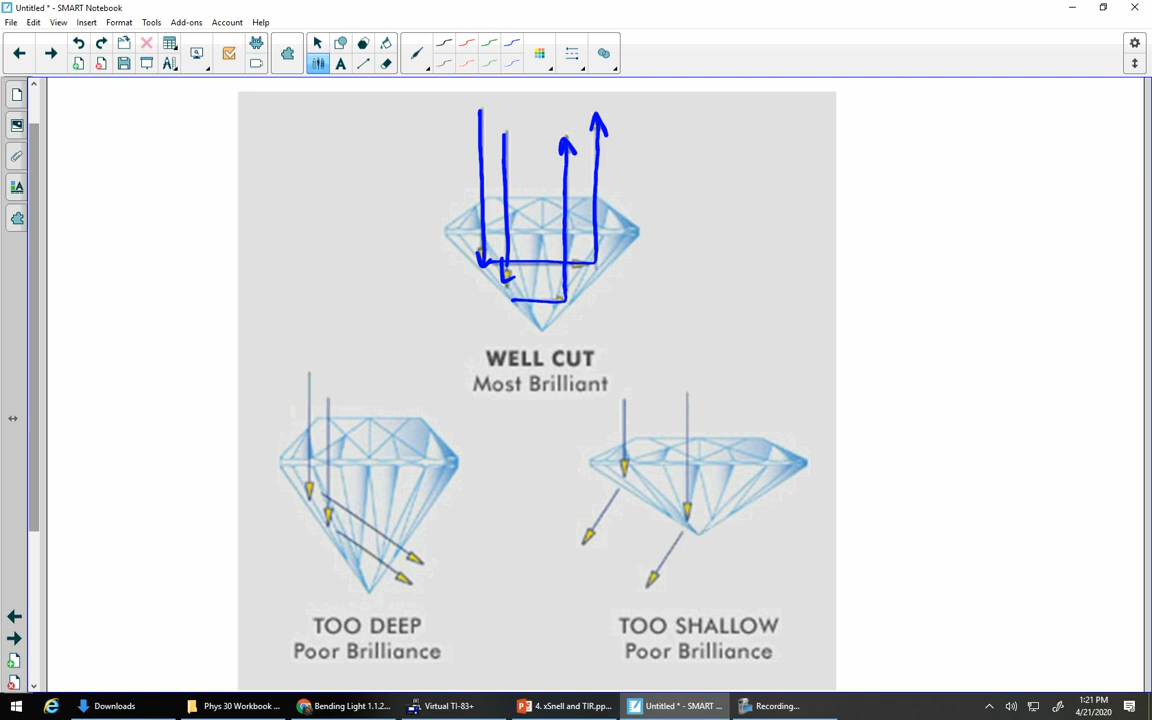 Untitled * - SMART Notebook
File Edit View Insert Format Tools Add-ons Account Help
WELL CUT
Most Brilliant
TOO DEEP
Poor Brilliance
TOO SHALLOW
Poor Brilliance
Downloads
Phys 30 Workbook ...
Bending Light 1.1.2...
Virtual TI-83+
4. xSnell and TIR.pp...
Untitled * - SMART ...
Recording...
1:21 PM
4/21/2020